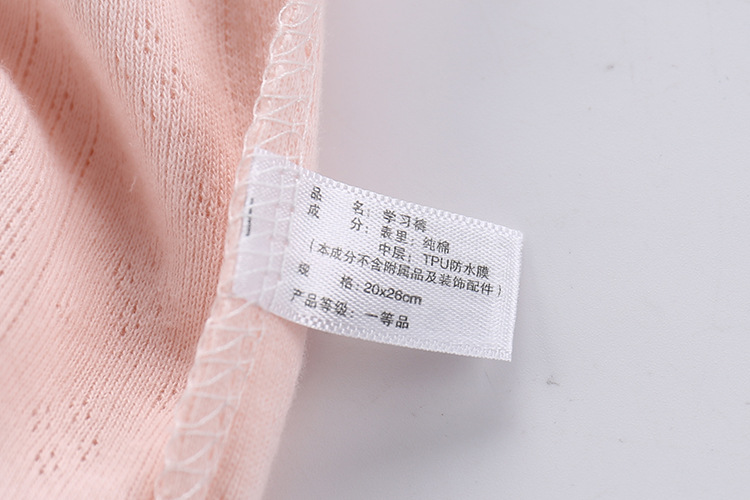 品 名：学习裤
成 分：表里：纯棉
中层：TPU防水膜
（本成分不含附属品及装饰配件）
规 格：20x26cm
产品等级：一等品